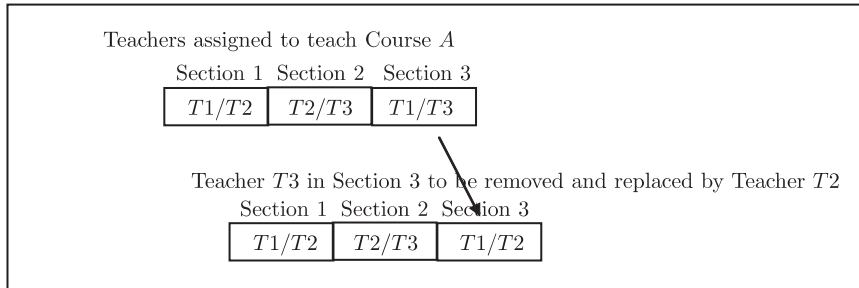 Teachers assigned to teach Course A
Section 1 Section 2 Section 3
T1/T2 T2/T3 T1/T3
Teacher T3 in Section 3 to be removed and replaced by Teacher T2
Section 1 Section 2 Section 3
T1/T2 T2/T3 T1/T2